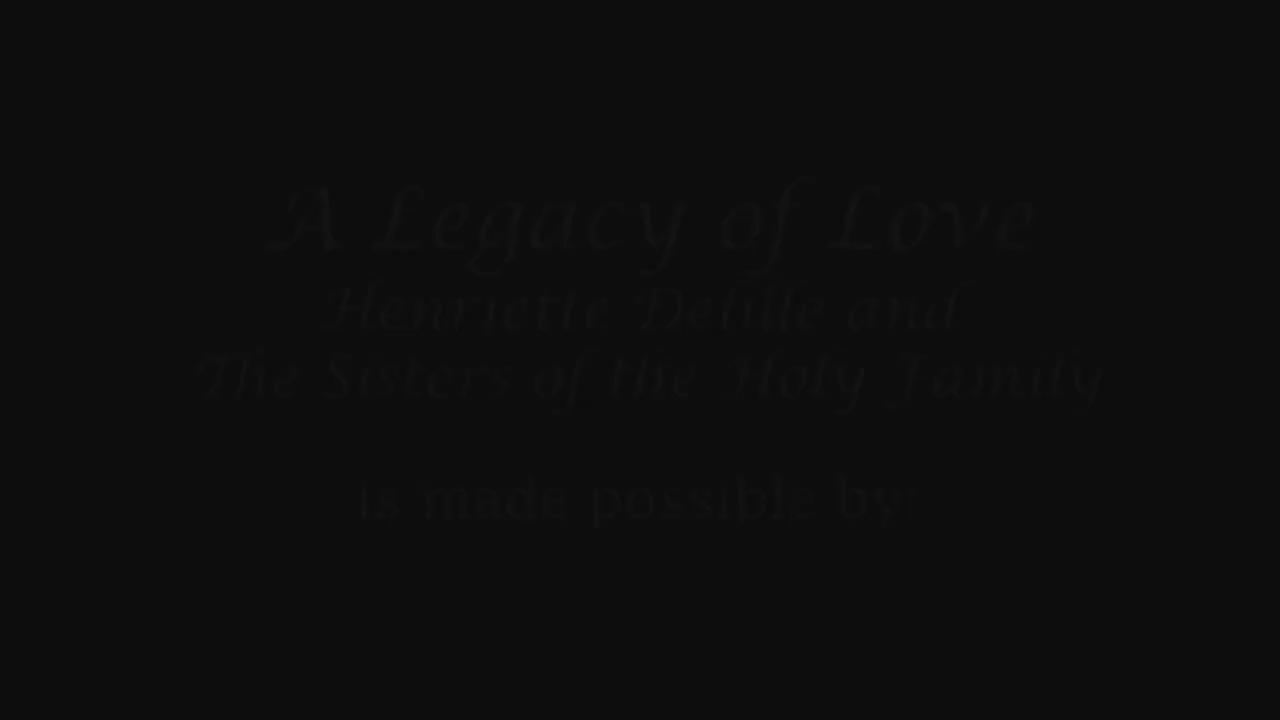 A Legacy of Love
Henriette Delille and
The Sisters of the Holy Family
is made possible by: